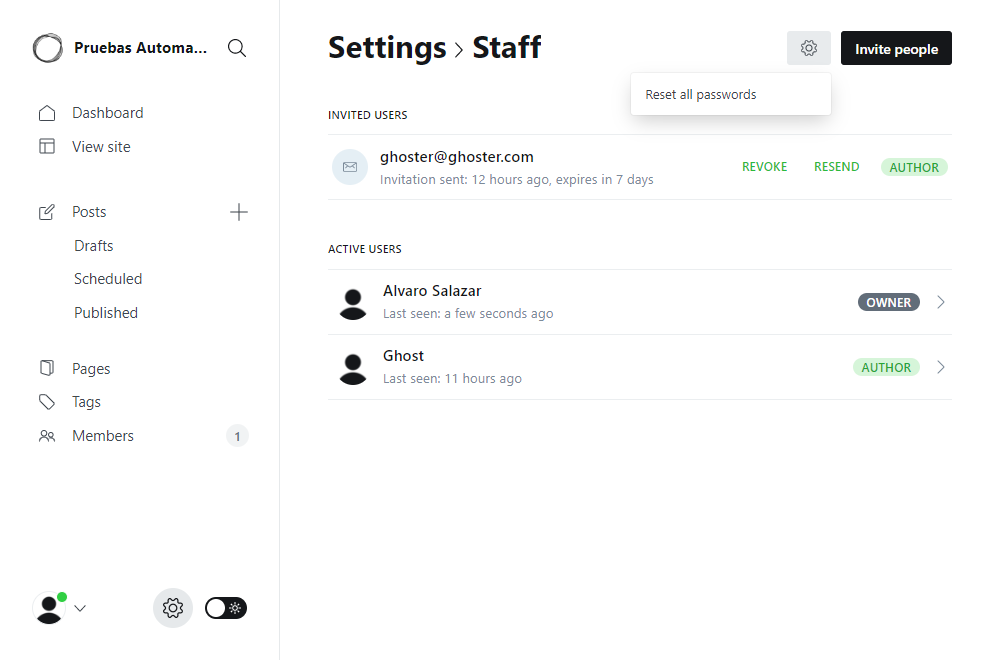 Pruebas Automa...
Dashboard
View site
Posts
Drafts
Scheduled
Published
Pages
Tags
Members
1
Settings > Staff
Invite people
Reset all passwords
INVITED USERS
ghoster@ghoster.com
Invitation sent: 12 hours ago, expires in 7 days
REVOKE
RESEND
AUTHOR
ACTIVE USERS
Alvaro Salazar
Last seen: a few seconds ago
OWNER
Ghost
Last seen: 11 hours ago
AUTHOR